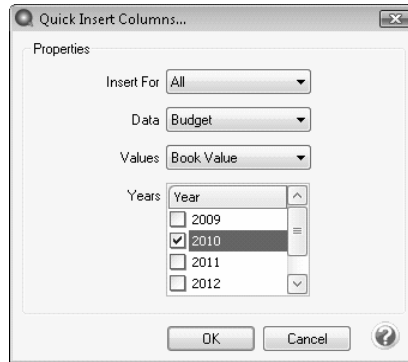 Quick Insert Columns...
Properties
Insert For All
Data Budget
Values Book Value
Years Year
2009
2010
2011
2012
OK Cancel ?